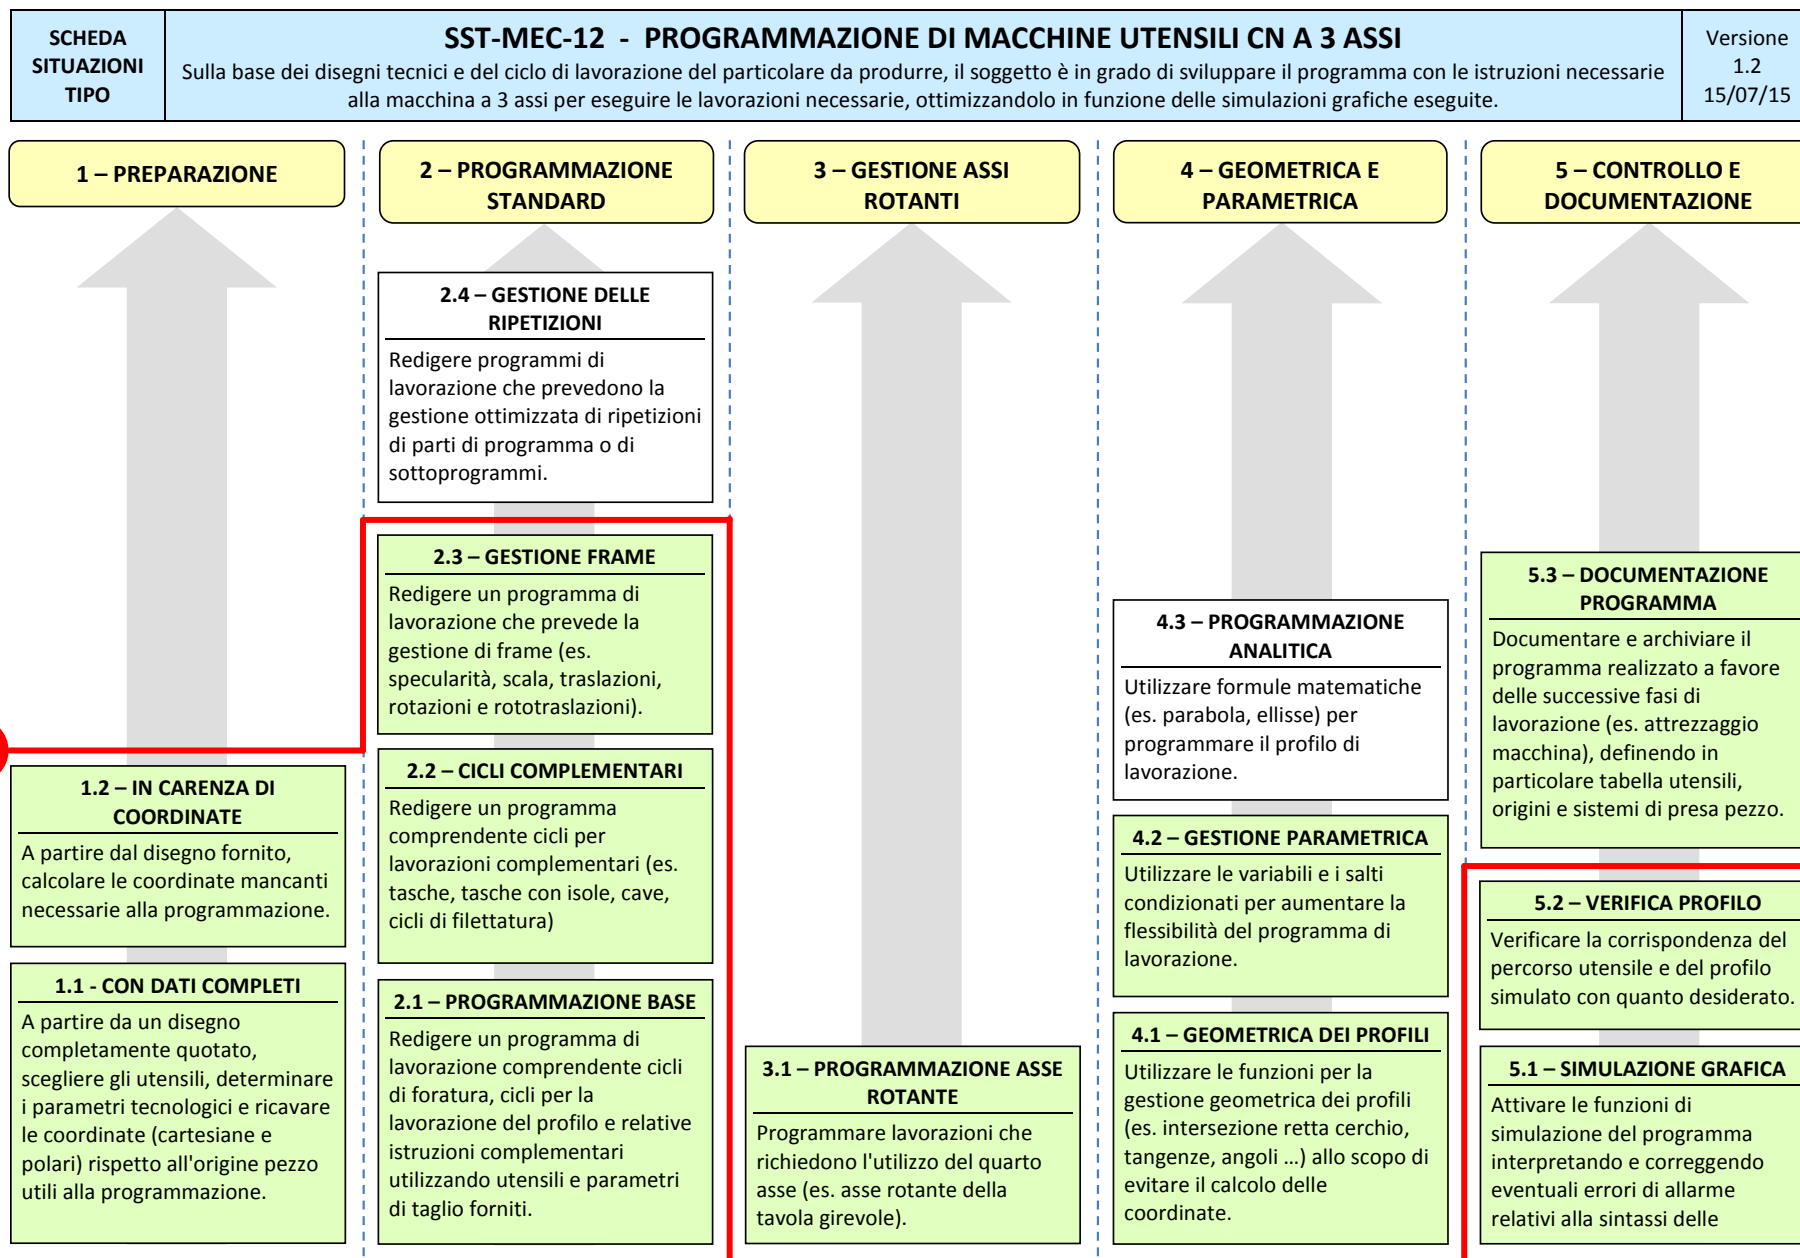 SCHEDA
SITUAZIONI
TIPO
SST-MEC-12 - PROGRAMMAZIONE DI MACCHINE UTENSILI CN A 3 ASSI
Sulla base dei disegni tecnici e del ciclo di lavorazione del particolare da produrre, il soggetto è in grado di sviluppare il programma con le istruzioni necessarie
alla macchina a 3 assi per eseguire le lavorazioni necessarie, ottimizzandolo in funzione delle simulazioni grafiche eseguite.
Versione
1.2
15/07/15
1 – PREPARAZIONE
1.2 – IN CARENZA DI
COORDINATE
A partire dal disegno fornito,
calcolare le coordinate mancanti
necessarie alla programmazione.
1.1 - CON DATI COMPLETI
A partire da un disegno
completamente quotato,
scegliere gli utensili, determinare
i parametri tecnologici e ricavare
le coordinate (cartesiane e
polari) rispetto all'origine pezzo
utili alla programmazione.
2 – PROGRAMMAZIONE
STANDARD
2.4 – GESTIONE DELLE
RIPETIZIONI
Redigere programmi di
lavorazione che prevedono la
gestione ottimizzata di ripetizioni
di parti di programma o di
sottoprogrammi.
2.3 – GESTIONE FRAME
Redigere un programma di
lavorazione che prevede la
gestione di frame (es.
specularità, scala, traslazioni,
rotazioni e rototraslazioni).
2.2 – CICLI COMPLEMENTARI
Redigere un programma
comprendente cicli per
lavorazioni complementari (es.
tasche, tasche con isole, cave,
cicli di filettatura)
2.1 – PROGRAMMAZIONE BASE
Redigere un programma di
lavorazione comprendente cicli
di foratura, cicli per la
lavorazione del profilo e relative
istruzioni complementari
utilizzando utensili e parametri
di taglio forniti.
3 – GESTIONE ASSI
ROTANTI
3.1 – PROGRAMMAZIONE ASSE
ROTANTE
Programmare lavorazioni che
richiedono l'utilizzo del quarto
asse (es. asse rotante della
tavola girevole).
4 – GEOMETRICA E
PARAMETRICA
4.3 – PROGRAMMAZIONE
ANALITICA
Utilizzare formule matematiche
(es. parabola, ellisse) per
programmare il profilo di
lavorazione.
4.2 – GESTIONE PARAMETRICA
Utilizzare le variabili e i salti
condizionati per aumentare la
flessibilità del programma di
lavorazione.
4.1 – GEOMETRICA DEI PROFILI
Utilizzare le funzioni per la
gestione geometrica dei profili
(es. intersezione retta cerchio,
tangenze, angoli …) allo scopo di
evitare il calcolo delle
coordinate.
5 – CONTROLLO E
DOCUMENTAZIONE
5.3 – DOCUMENTAZIONE
PROGRAMMA
Documentare e archiviare il
programma realizzato a favore
delle successive fasi di
lavorazione (es. attrezzaggio
macchina), definendo in
particolare tabella utensili,
origini e sistemi di presa pezzo.
5.2 – VERIFICA PROFILO
Verificare la corrispondenza del
percorso utensile e del profilo
simulato con quanto desiderato.
5.1 – SIMULAZIONE GRAFICA
Attivare le funzioni di
simulazione del programma
interpretando e correggendo
eventuali errori di allarme
relativi alla sintassi delle